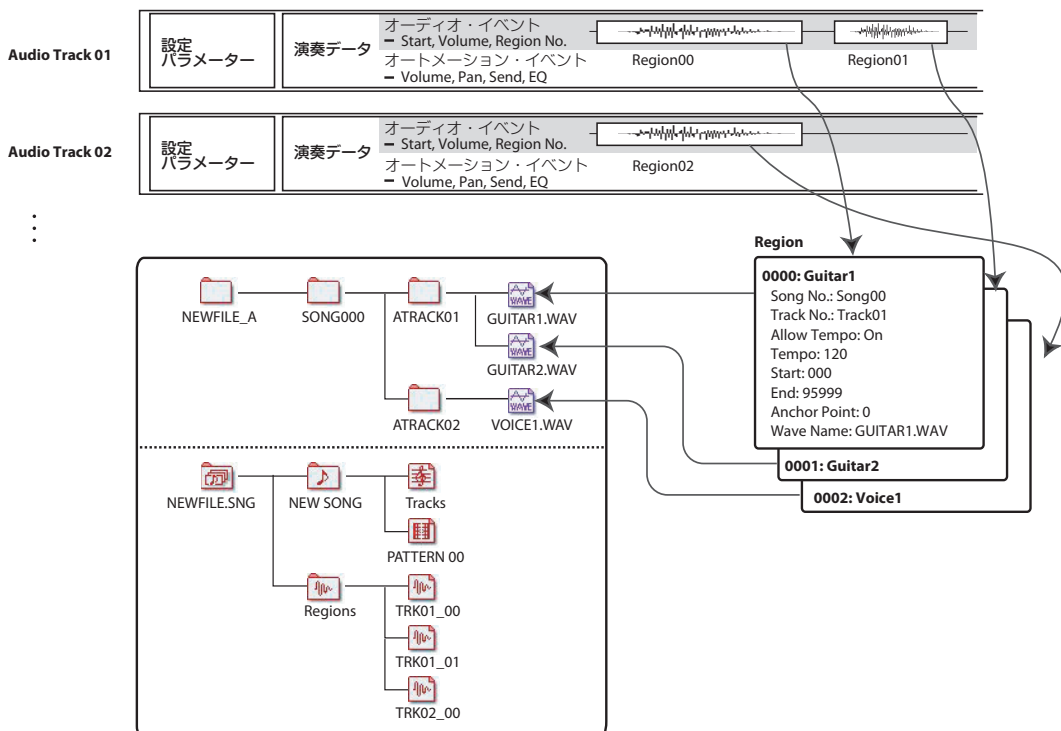 Audio Track 01
設定
パラメーター
演奏データ
オーディオ・イベント
– Start, Volume, Region No.
オートメーション・イベント
– Volume, Pan, Send, EQ
Region00
Region01
Audio Track 02
設定
パラメーター
演奏データ
オーディオ・イベント
– Start, Volume, Region No.
オートメーション・イベント
– Volume, Pan, Send, EQ
Region02
Region
0000: Guitar1
Song No.: Song00
Track No.: Track01
Allow Tempo: On
Tempo: 120
Start: 000
End: 95999
Anchor Point: 0
Wave Name: GUITAR1.WAV
0001: Guitar2
0002: Voice1
NEWFILE_A
SONG000
ATRACK01
WAVE
GUITAR1.WAV
WAVE
GUITAR2.WAV
ATRACK02
WAVE
VOICE1.WAV
NEWFILE.SNG
NEW SONG
Tracks
PATTERN 00
Regions
TRK01_00
TRK01_01
TRK02_00